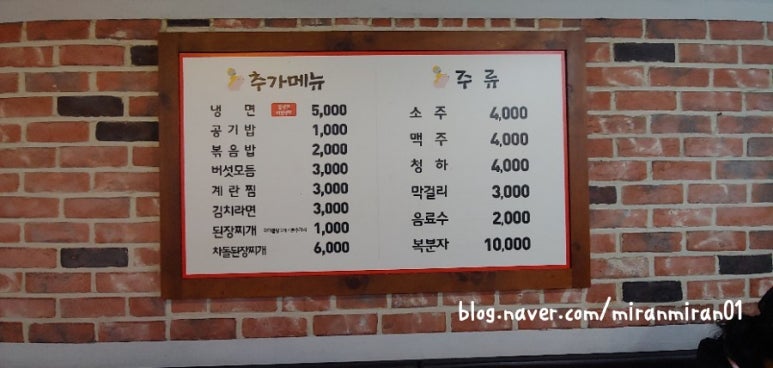 추가메뉴
냉 면 5,000
공기밥 1,000
볶음밥 2,000
버섯모듬 3,000
계란찜 3,000
김치라면 3,000
된장찌개 1,000
차돌된장찌개 6,000
주 류
소 주 4,000
맥 주 4,000
청 하 4,000
막걸리 3,000
음료수 2,000
복분자 10,000
blog.naver.com/miranmiran01